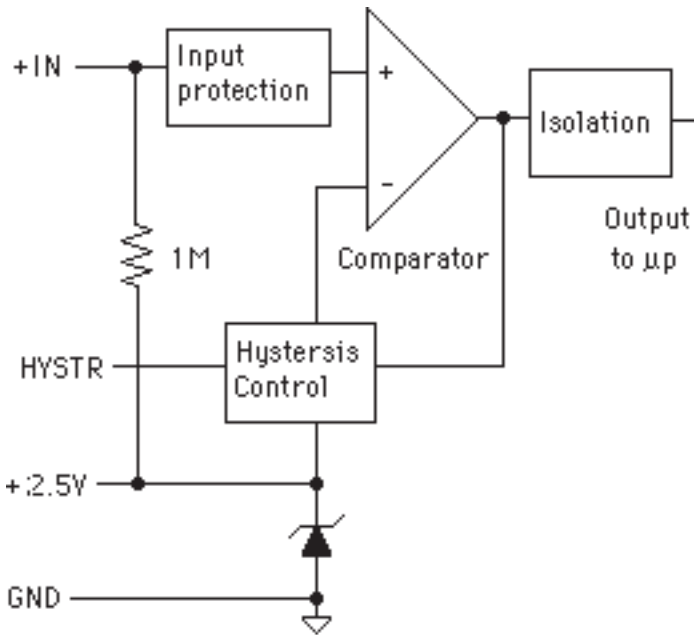 +IN
Input
protection
+
-
Isolation
Output
to µp
1M
Comparator
HYSTR
Hystersis
Control
+2.5V
GND